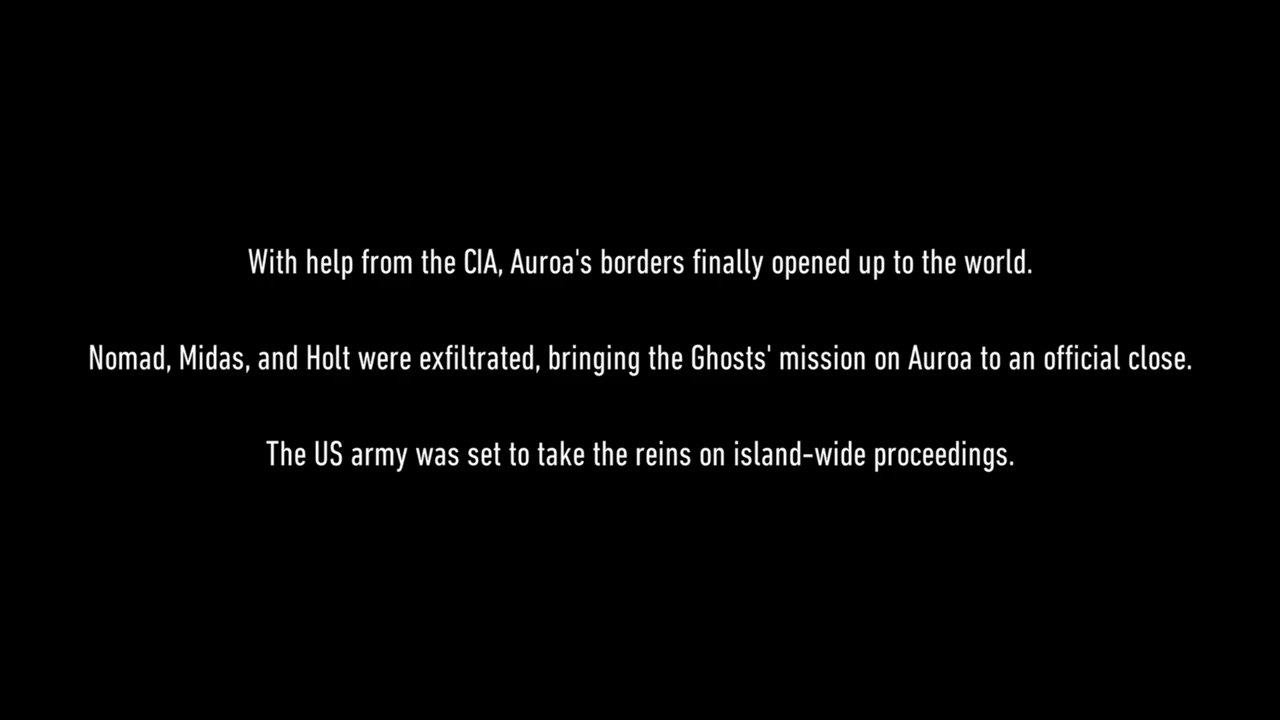 With help from the CIA, Auroa's borders finally opened up to the world.
Nomad, Midas, and Holt were exfiltrated, bringing the Ghosts' mission on Auroa to an official close.
The US army was set to take the reins on island-wide proceedings.